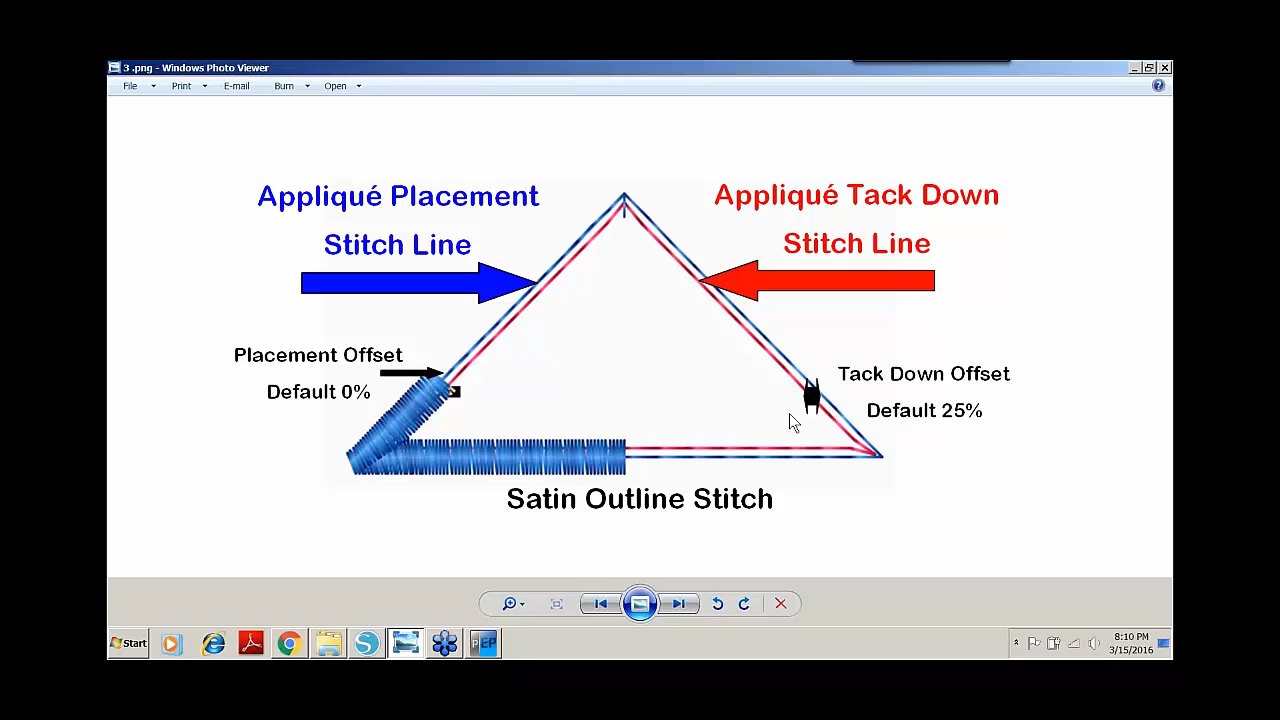 3 .png - Windows Photo Viewer
File Print E-mail Burn Open
Appliqué Placement
Stitch Line
Appliqué Tack Down
Stitch Line
Placement Offset
Default 0%
Tack Down Offset
Default 25%
Satin Outline Stitch
Start
EP
8:10 PM
3/15/2016